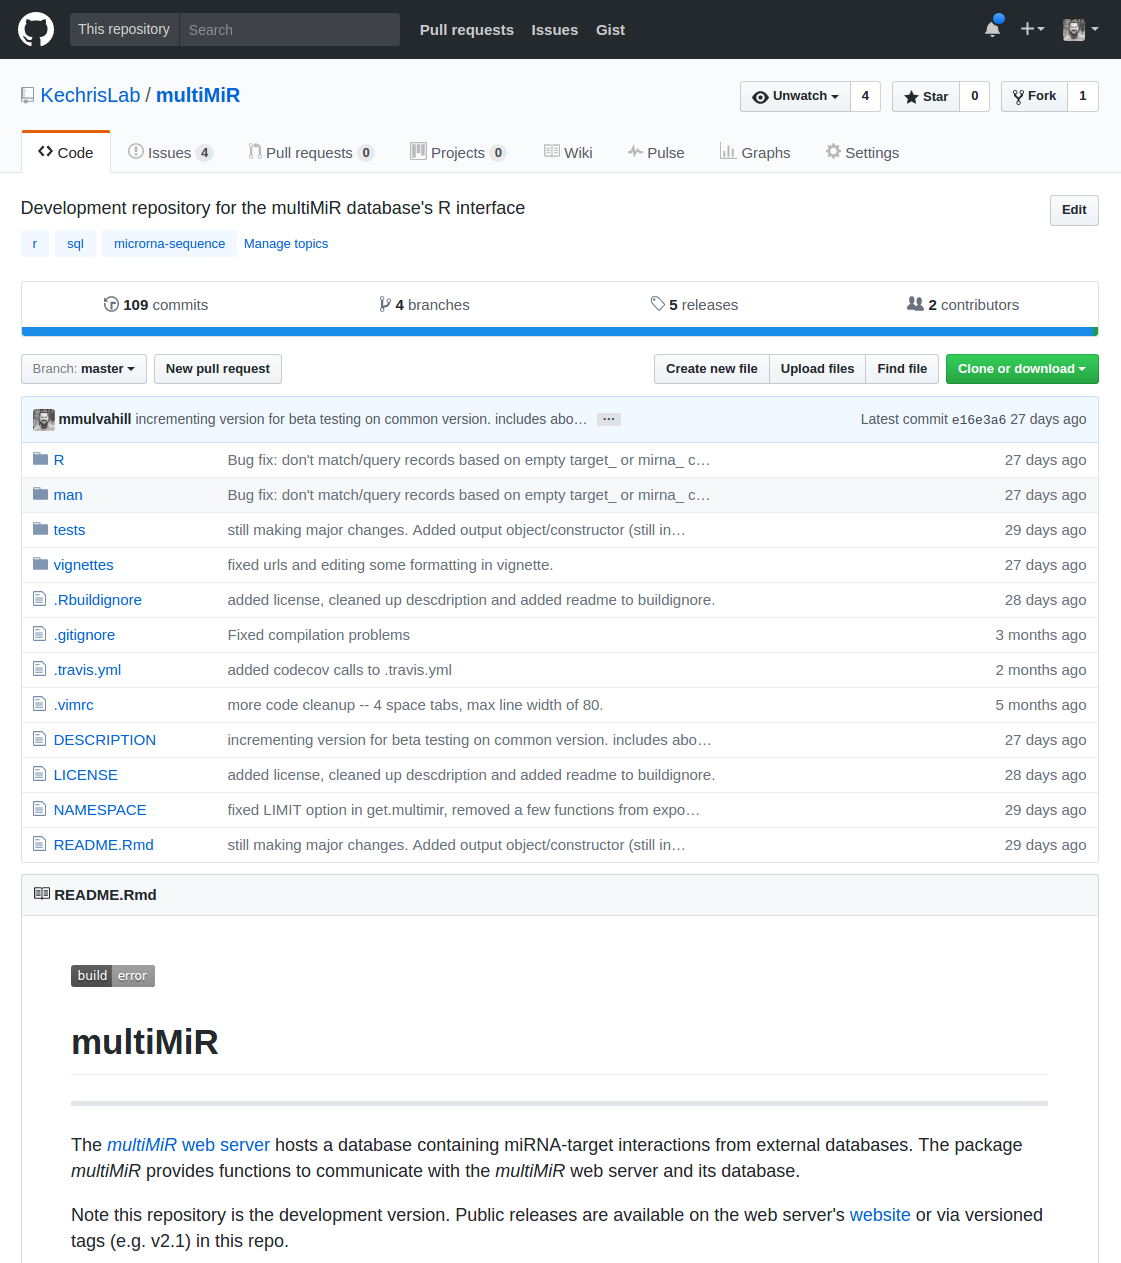 This repository Search Pull requests Issues Gist
KechrisLab / multiMiR Unwatch 4 Star 0 Fork 1
Code Issues 4 Pull requests 0 Projects 0 Wiki Pulse Graphs Settings
Development repository for the multiMiR database's R interface Edit
r sql microrna-sequence Manage topics
109 commits 4 branches 5 releases 2 contributors
Branch: master New pull request Create new file Upload files Find file Clone or download
mmulvahill incrementing version for beta testing on common version. includes abo… … Latest commit e16e3a6 27 days ago
R Bug fix: don't match/query records based on empty target_ or mirna_ c… 27 days ago
man Bug fix: don't match/query records based on empty target_ or mirna_ c… 27 days ago
tests still making major changes. Added output object/constructor (still in… 29 days ago
vignettes fixed urls and editing some formatting in vignette. 27 days ago
.Rbuildignore added license, cleaned up descdription and added readme to buildignore. 28 days ago
.gitignore Fixed compilation problems 3 months ago
.travis.yml added codecov calls to .travis.yml 2 months ago
.vimrc more code cleanup -- 4 space tabs, max line width of 80. 5 months ago
DESCRIPTION incrementing version for beta testing on common version. includes abo… 27 days ago
LICENSE added license, cleaned up descdription and added readme to buildignore. 28 days ago
NAMESPACE fixed LIMIT option in get.multimir, removed a few functions from expo… 29 days ago
README.Rmd still making major changes. Added output object/constructor (still in… 29 days ago
README.Rmd
build error
multiMiR
The multiMiR web server hosts a database containing miRNA-target interactions from external databases. The package
multiMiR provides functions to communicate with the multiMiR web server and its database.
Note this repository is the development version. Public releases are available on the web server's website or via versioned
tags (e.g. v2.1) in this repo.